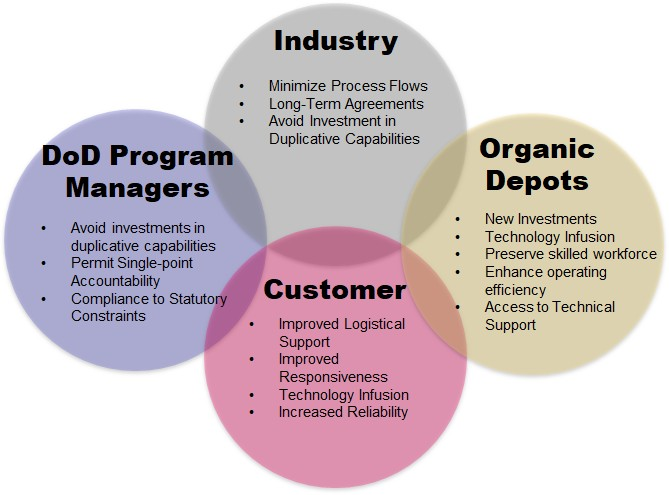 Industry
• Minimize Process Flows
• Long-Term Agreements
• Avoid Investment in
Duplicative Capabilities
DoD Program
Managers
• Avoid investments in
duplicative capabilities
• Permit Single-point
Accountability
• Compliance to Statutory
Constraints
Organic
Depots
• New Investments
• Technology Infusion
• Preserve skilled workforce
• Enhance operating
efficiency
• Access to Technical
Support
Customer
• Improved Logistical
Support
• Improved
Responsiveness
• Technology Infusion
• Increased Reliability